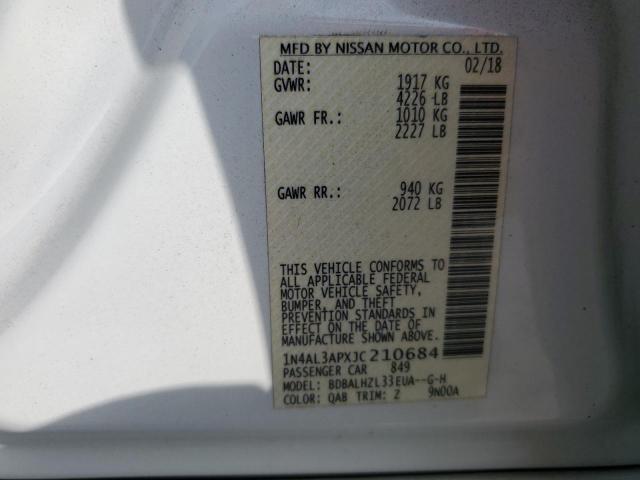 MFD BY NISSAN MOTOR CO., LTD.
DATE: 02/18
GVWR: 1917 KG
4226 LB
GAWR FR.: 1010 KG
2227 LB
GAWR RR.: 940 KG
2072 LB
THIS VEHICLE CONFORMS TO
ALL APPLICABLE FEDERAL
MOTOR VEHICLE SAFETY,
BUMPER, AND THEFT
PREVENTION STANDARDS IN
EFFECT ON THE DATE OF
MANUFACTURE SHOWN ABOVE.
1N4AL3APXJC210684
PASSENGER CAR 849
MODEL: BDBALHZL33EUA--G-H
COLOR: QAB TRIM: Z 9N00A